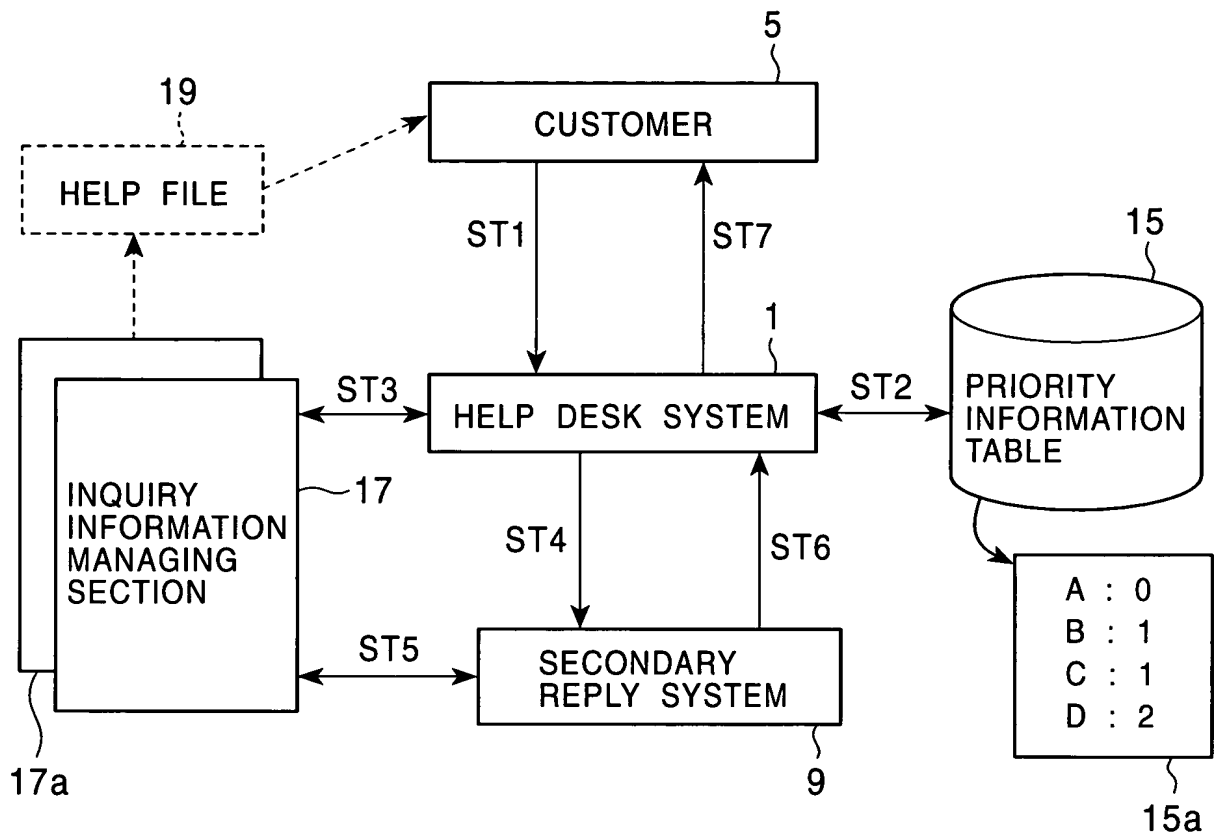 5
19
CUSTOMER
HELP FILE
ST1
ST7
15
1
ST3
HELP DESK SYSTEM
ST2
PRIORITY
INFORMATION
TABLE
INQUIRY
INFORMATION
MANAGING
SECTION
17
ST4
ST6
A : 0
B : 1
C : 1
D : 2
ST5
SECONDARY
REPLY SYSTEM
17a
9
15a